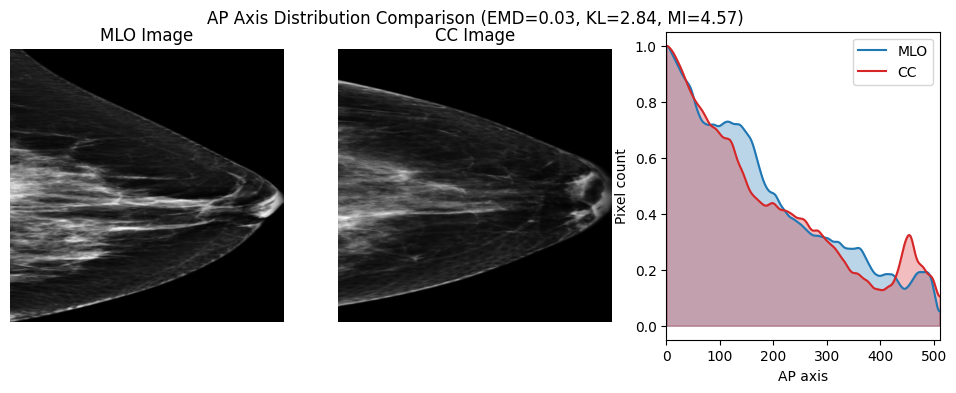 AP Axis Distribution Comparison (EMD=0.03, KL=2.84, MI=4.57)
MLO Image
CC Image
MLO
CC
Pixel count
1.0
0.8
0.6
0.4
0.2
0.0
0 100 200 300 400 500
AP axis